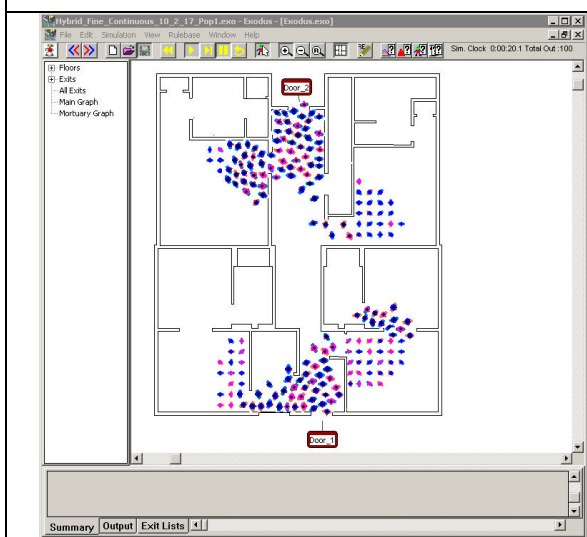 Hybrid_Fine_Continuous_10_2_17_Pop1.exo - Exodus - [Exodus.exo]
File Edit Simulation View Rulebase Window Help
Sim. Clock 0:00:20.1 Total Out :100
Floors
Exits
All Exits
Main Graph
Mortuary Graph
Door_2
Door_1
Summary Output Exit Lists